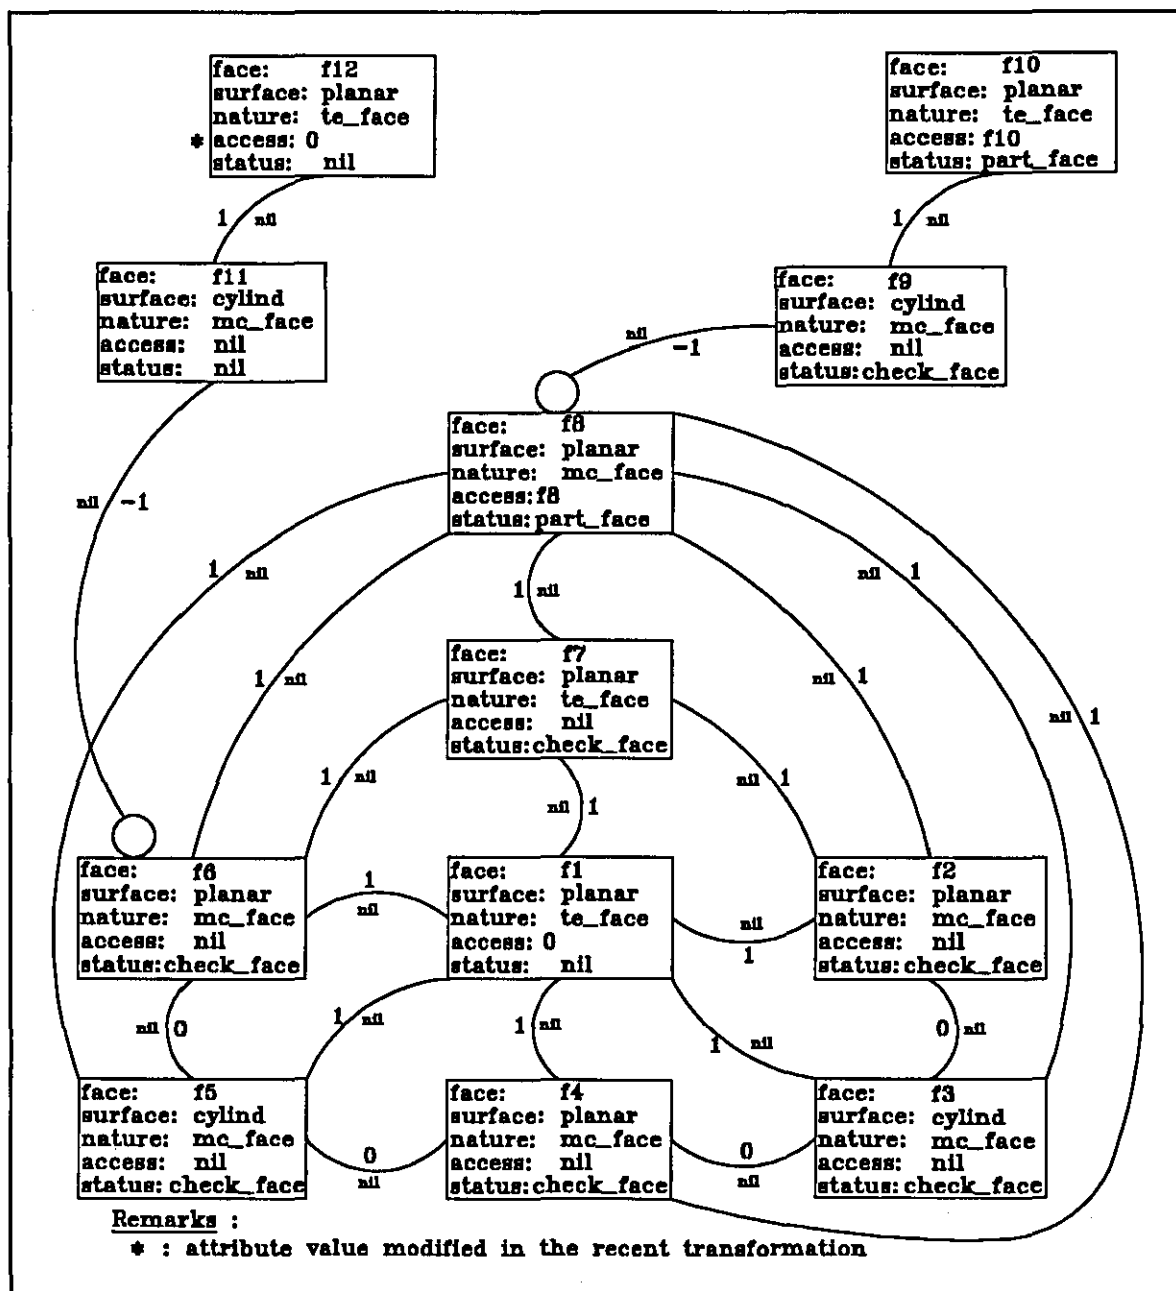 face: f12
surface: planar
nature: te_face
* access: 0
status: nil
face: f10
surface: planar
nature: te_face
access: f10
status: part_face
1 nil
1 nil
face: f11
surface: cylind
nature: mc_face
access: nil
status: nil
face: f9
surface: cylind
nature: mc_face
access: nil
status: check_face
nil -1
nil -1
face: f8
surface: planar
nature: mc_face
access: f8
status: part_face
1 nil
1 nil
nil 1
1 nil
nil 1
nil 1
face: f7
surface: planar
nature: te_face
access: nil
status: check_face
1 nil
nil 1
nil 1
face: f6
surface: planar
nature: mc_face
access: nil
status: check_face
1
nil
face: f1
surface: planar
nature: te_face
access: 0
status: nil
nil
1
face: f2
surface: planar
nature: mc_face
access: nil
status: check_face
nil 0
1 nil
1 nil
1 nil
0 nil
face: f5
surface: cylind
nature: mc_face
access: nil
status: check_face
0
nil
face: f4
surface: planar
nature: mc_face
access: nil
status: check_face
0
nil
face: f3
surface: cylind
nature: mc_face
access: nil
status: check_face
Remarks :
* : attribute value modified in the recent transformation